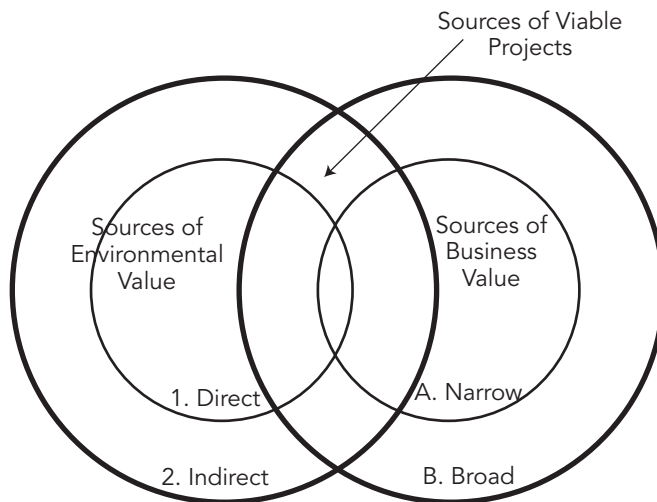 Sources of Viable
Projects
Sources of
Environmental
Value
Sources of
Business
Value
1. Direct
A. Narrow
2. Indirect
B. Broad